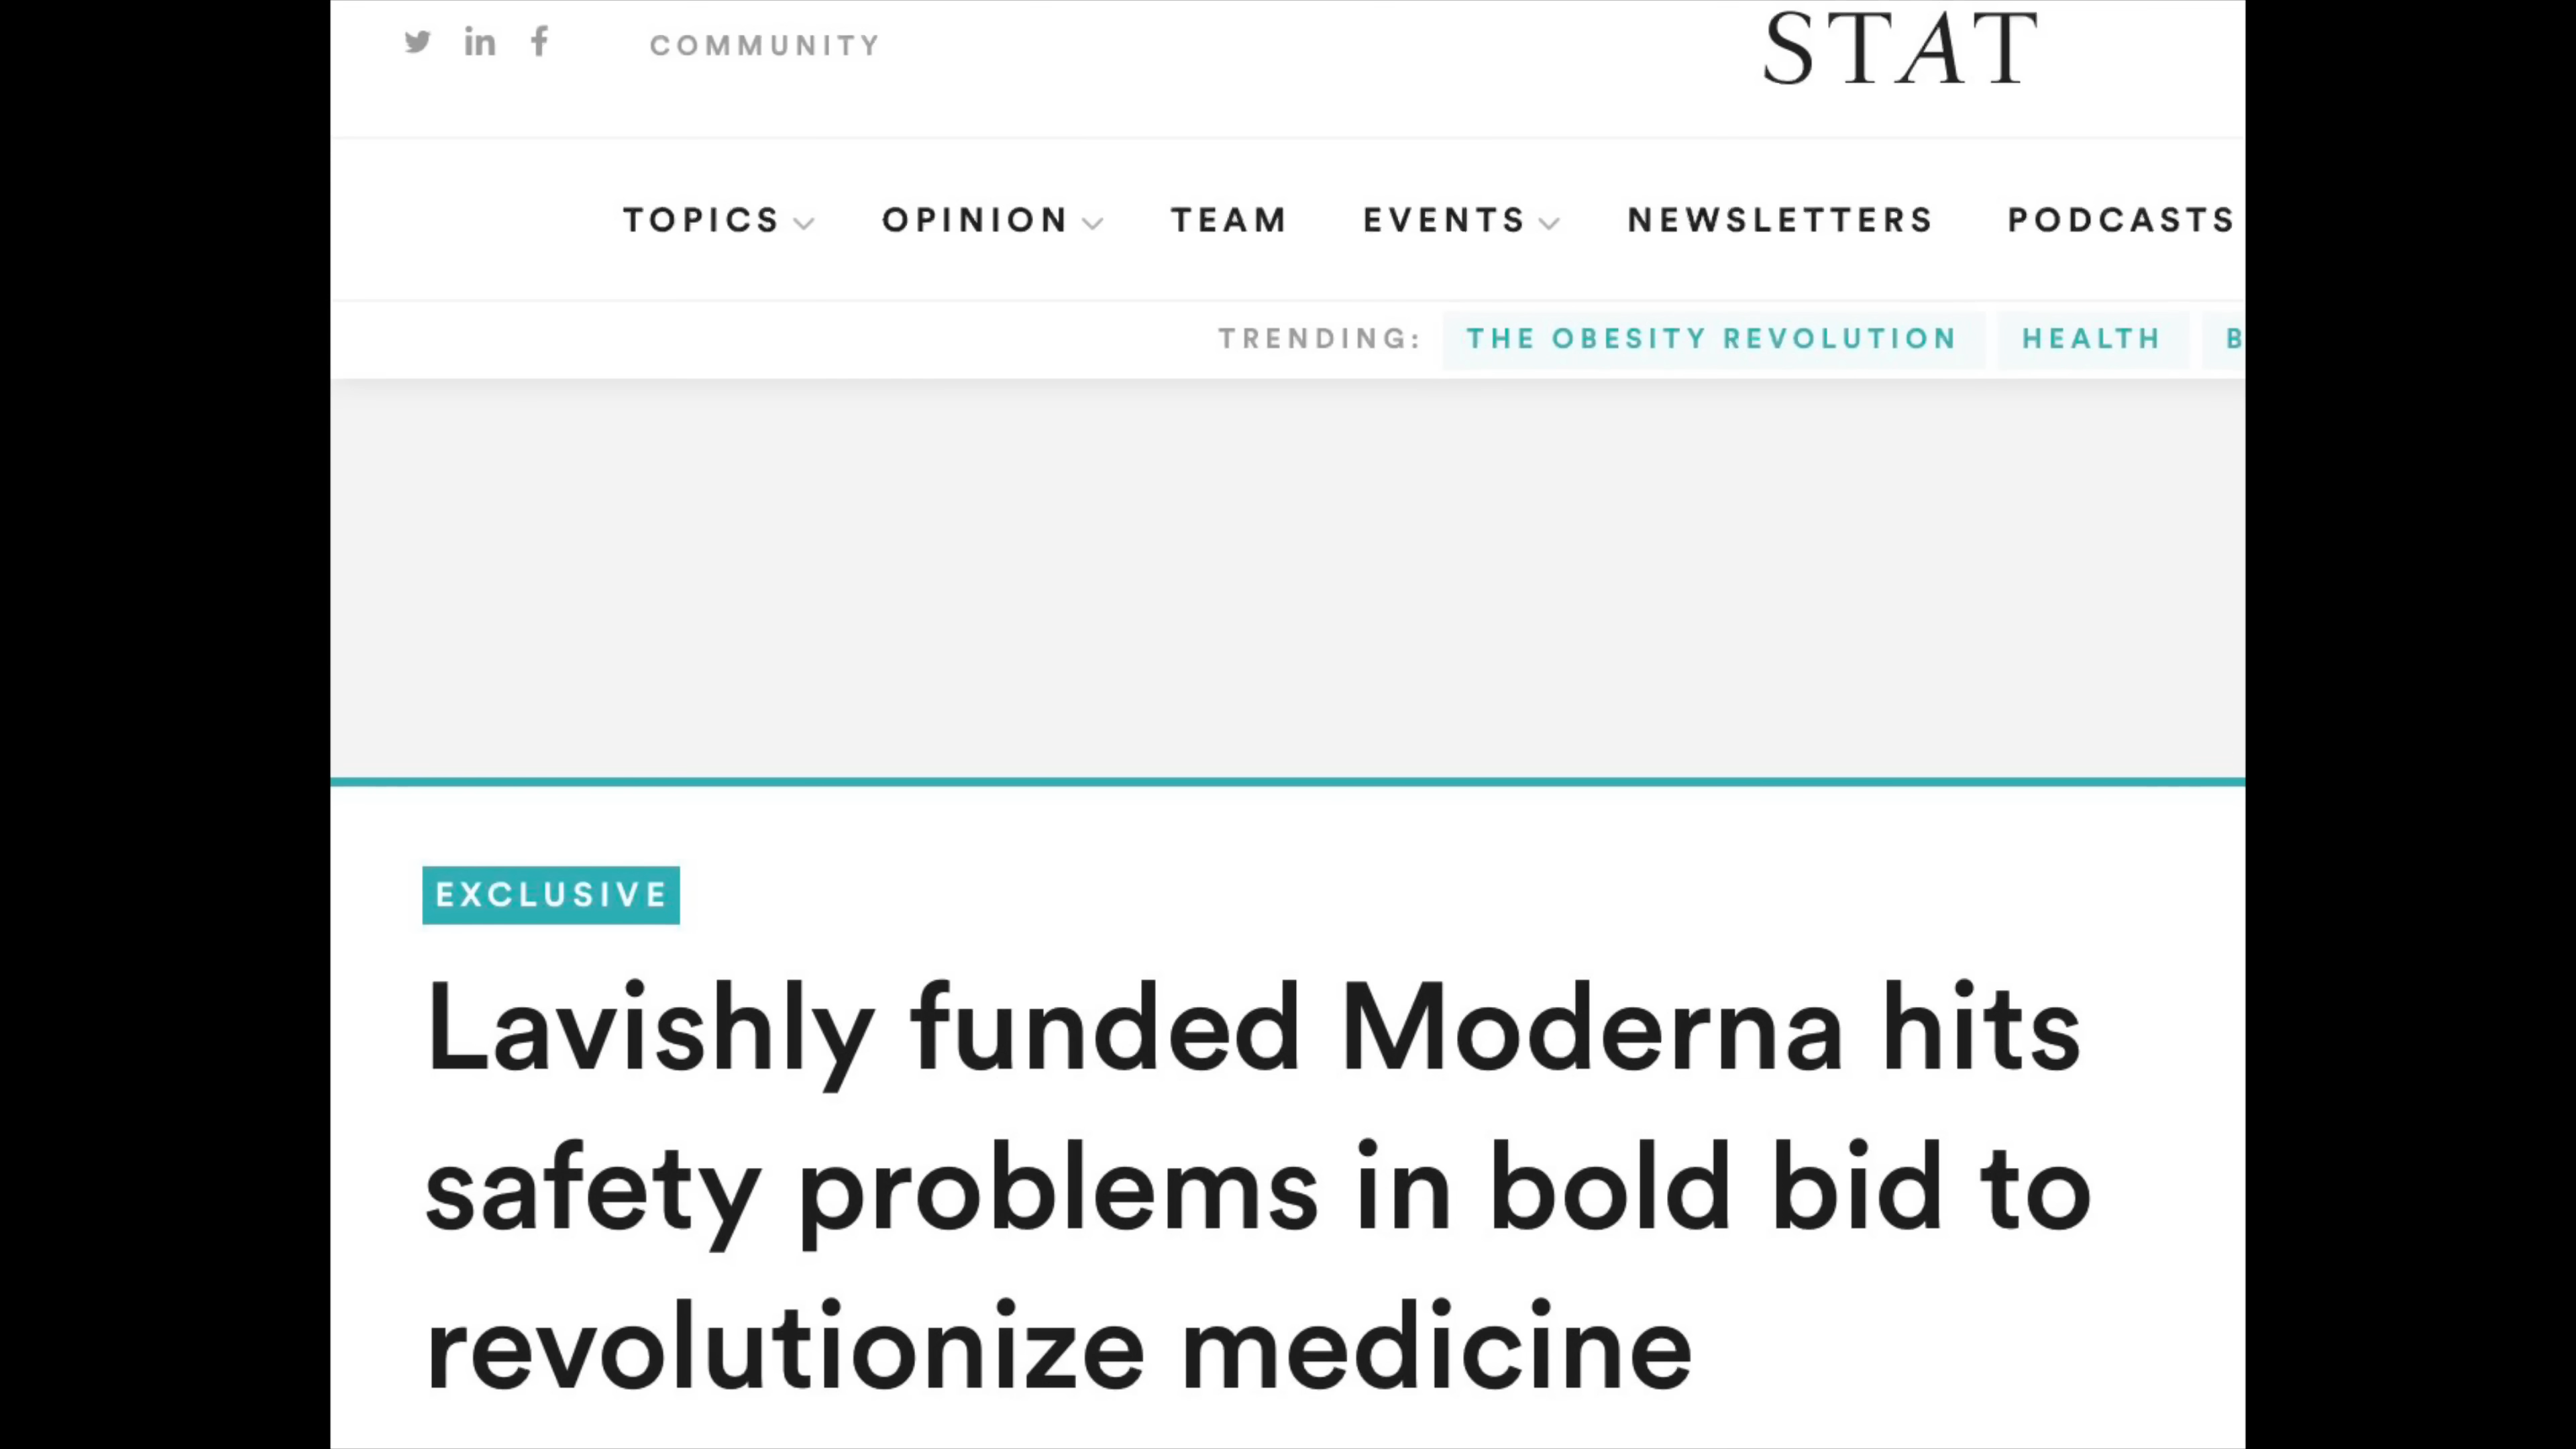 COMMUNITY
STAT
TOPICS OPINION TEAM EVENTS NEWSLETTERS PODCASTS
TRENDING: THE OBESITY REVOLUTION HEALTH B
EXCLUSIVE
Lavishly funded Moderna hits
safety problems in bold bid to
revolutionize medicine